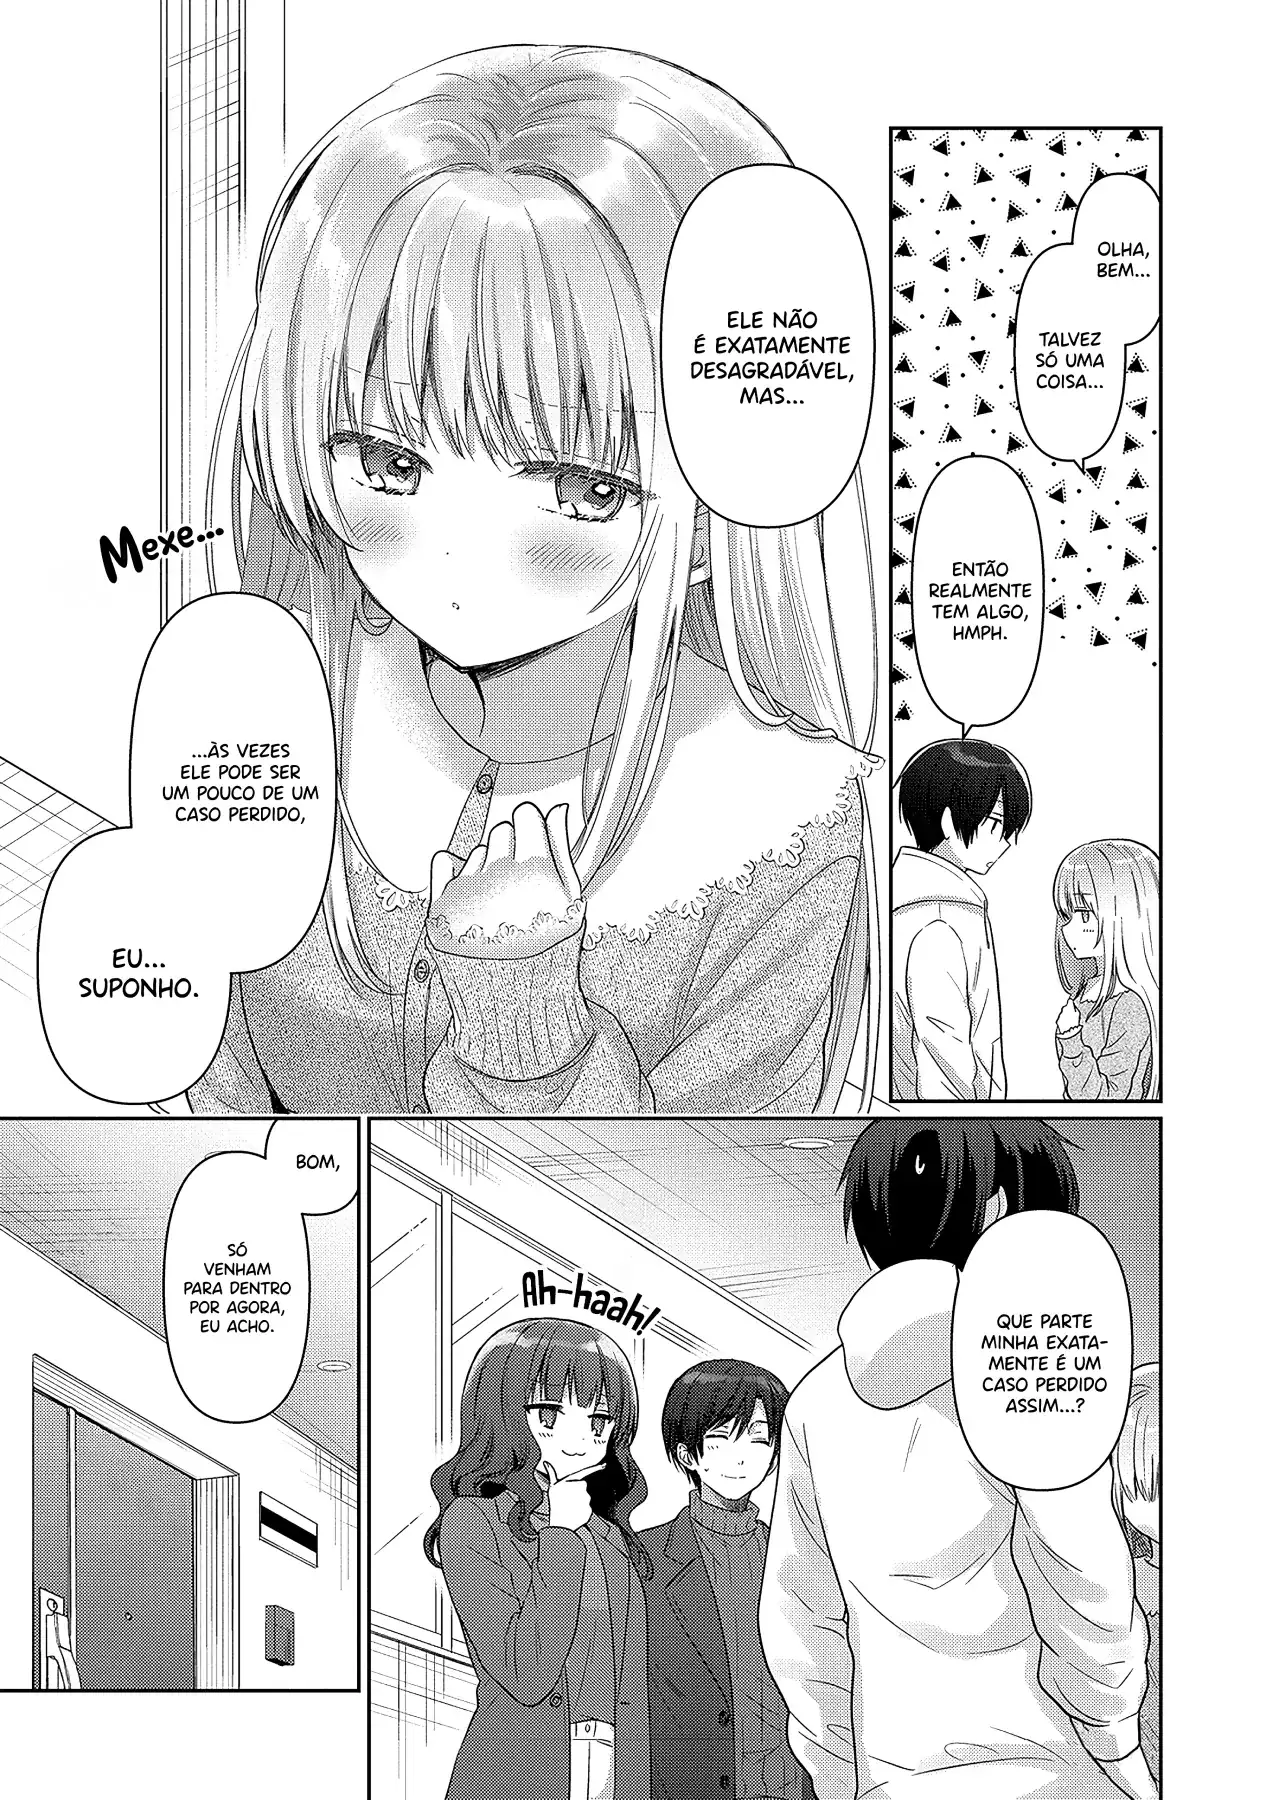 OLHA,
BEM...
TALVEZ
SÓ UMA
COISA...
ENTÃO
REALMENTE
TEM ALGO,
HMPH.
ELE NÃO
É EXATAMENTE
DESAGRADÁVEL,
MAS...
Mexe...
...ÀS VEZES
ELE PODE SER
UM POUCO DE UM
CASO PERDIDO,
EU...
SUPONHO.
QUE PARTE
MINHA EXATA-
MENTE É UM
CASO PERDIDO
ASSIM...?
Ah-haah!
BOM,
SÓ
VENHAM
PARA DENTRO
POR AGORA,
EU ACHO.